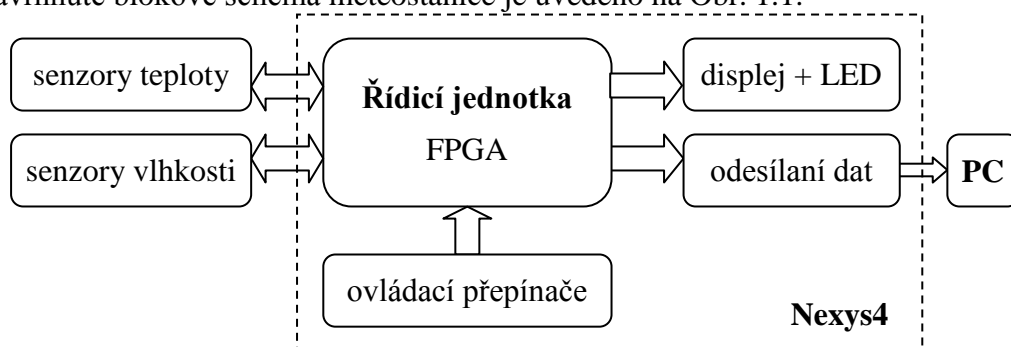 blokové schéma meteostanice je uvedeno na Obr. 1.1.
senzory teploty
Řídicí jednotka
FPGA
displej + LED
senzory vlhkosti
odesílaní dat
PC
ovládací přepínače
Nexys4